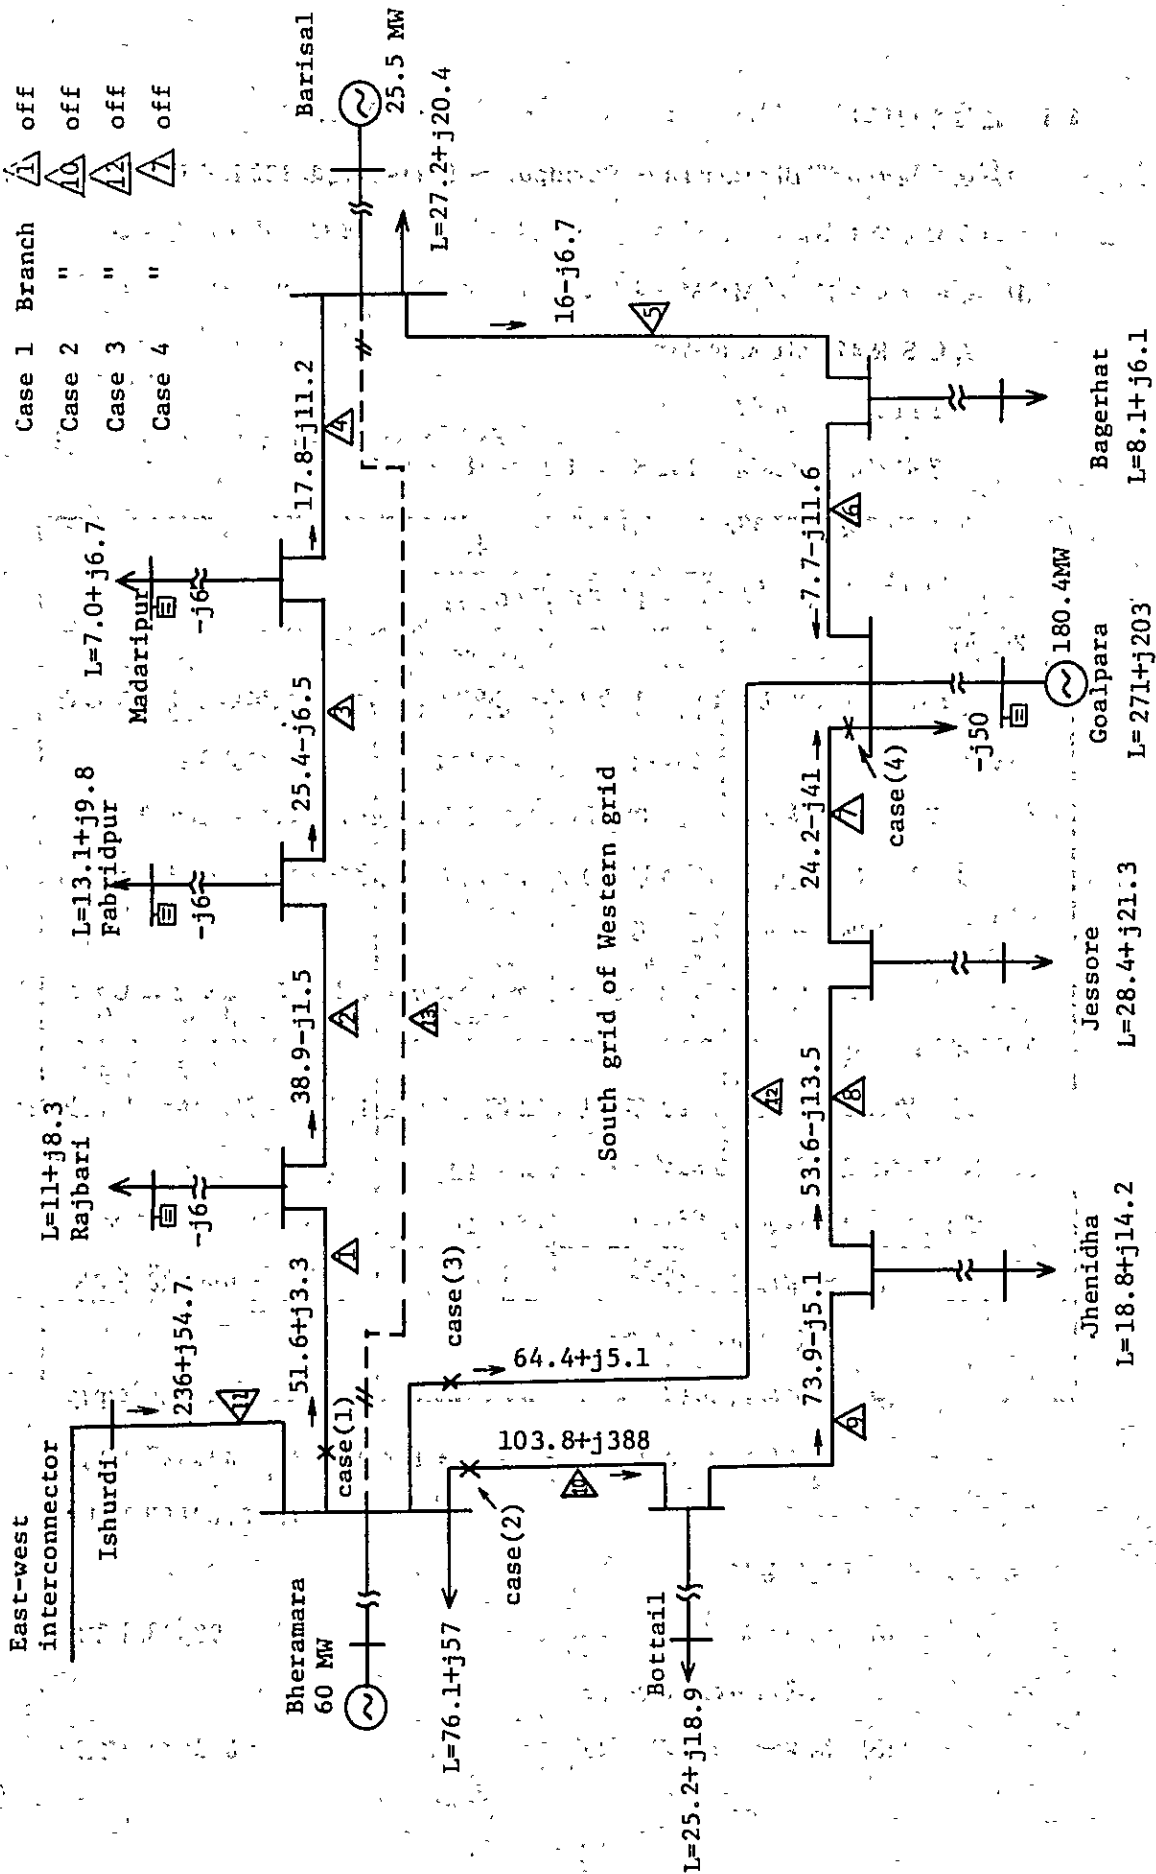 Case 1 Branch 1 off
Case 2 " 10 off
Case 3 " 12 off
Case 4 " 7 off
East-west
interconnector
Ishurdi
236+j54.7
11
Bheramara
60 MW
L=76.1+j57
case(1)
51.6+j3.3
1
L=11+j8.3
Rajbari
-j6
38.9-j1.5
2
L=13.1+j9.8
Fabridpur
-j6
25.4-j6.5
3
L=7.0+j6.7
Madaripur
-j6
17.8-j11.2
4
Barisal
25.5 MW
L=27.2+j20.4
13
16-j6.7
5
case(3)
64.4+j5.1
12
South grid of Western grid
case(2)
103.8+j388
10
Bottail
L=25.2+j18.9
73.9-j5.1
9
Jhenidha
L=18.8+j14.2
53.6-j13.5
8
Jessore
L=28.4+j21.3
24.2-j41
7
case(4)
-j50
180.4MW
Goalpara
L=271+j203
7.7-j11.6
6
Bagerhat
L=8.1+j6.1